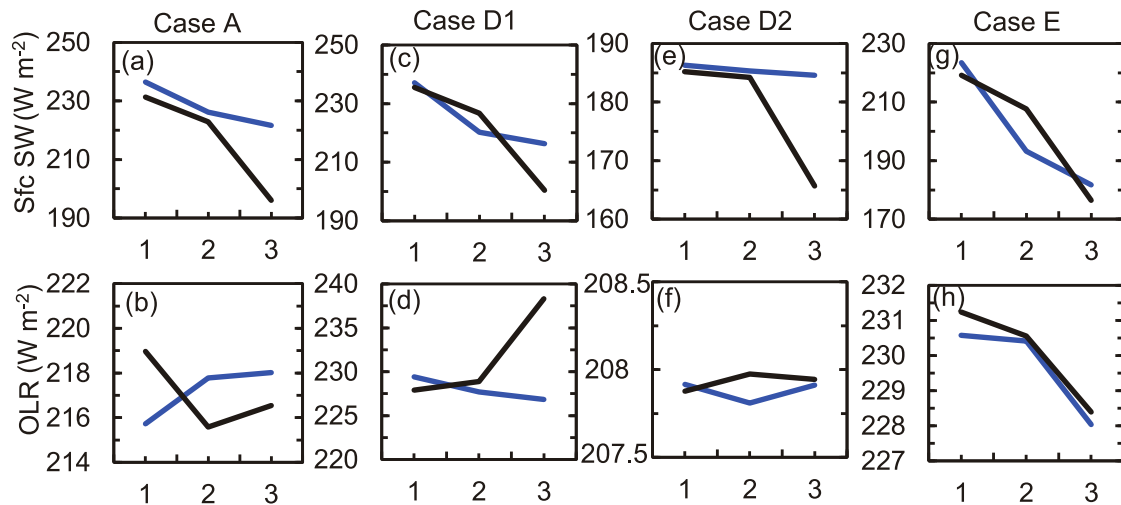 Case A Case D1 Case D2 Case E
Sfc SW (W m-2)
250 230 210 190
(a)
1 2 3
250 230 210 190
(c)
1 2 3
190 180 170 160
(e)
1 2 3
230 210 190 170
(g)
1 2 3
OLR (W m-2)
222 220 218 216 214
(b)
1 2 3
240 235 230 225 220
(d)
1 2 3
208.5 208 207.5
(f)
1 2 3
232 231 230 229 228 227
(h)
1 2 3